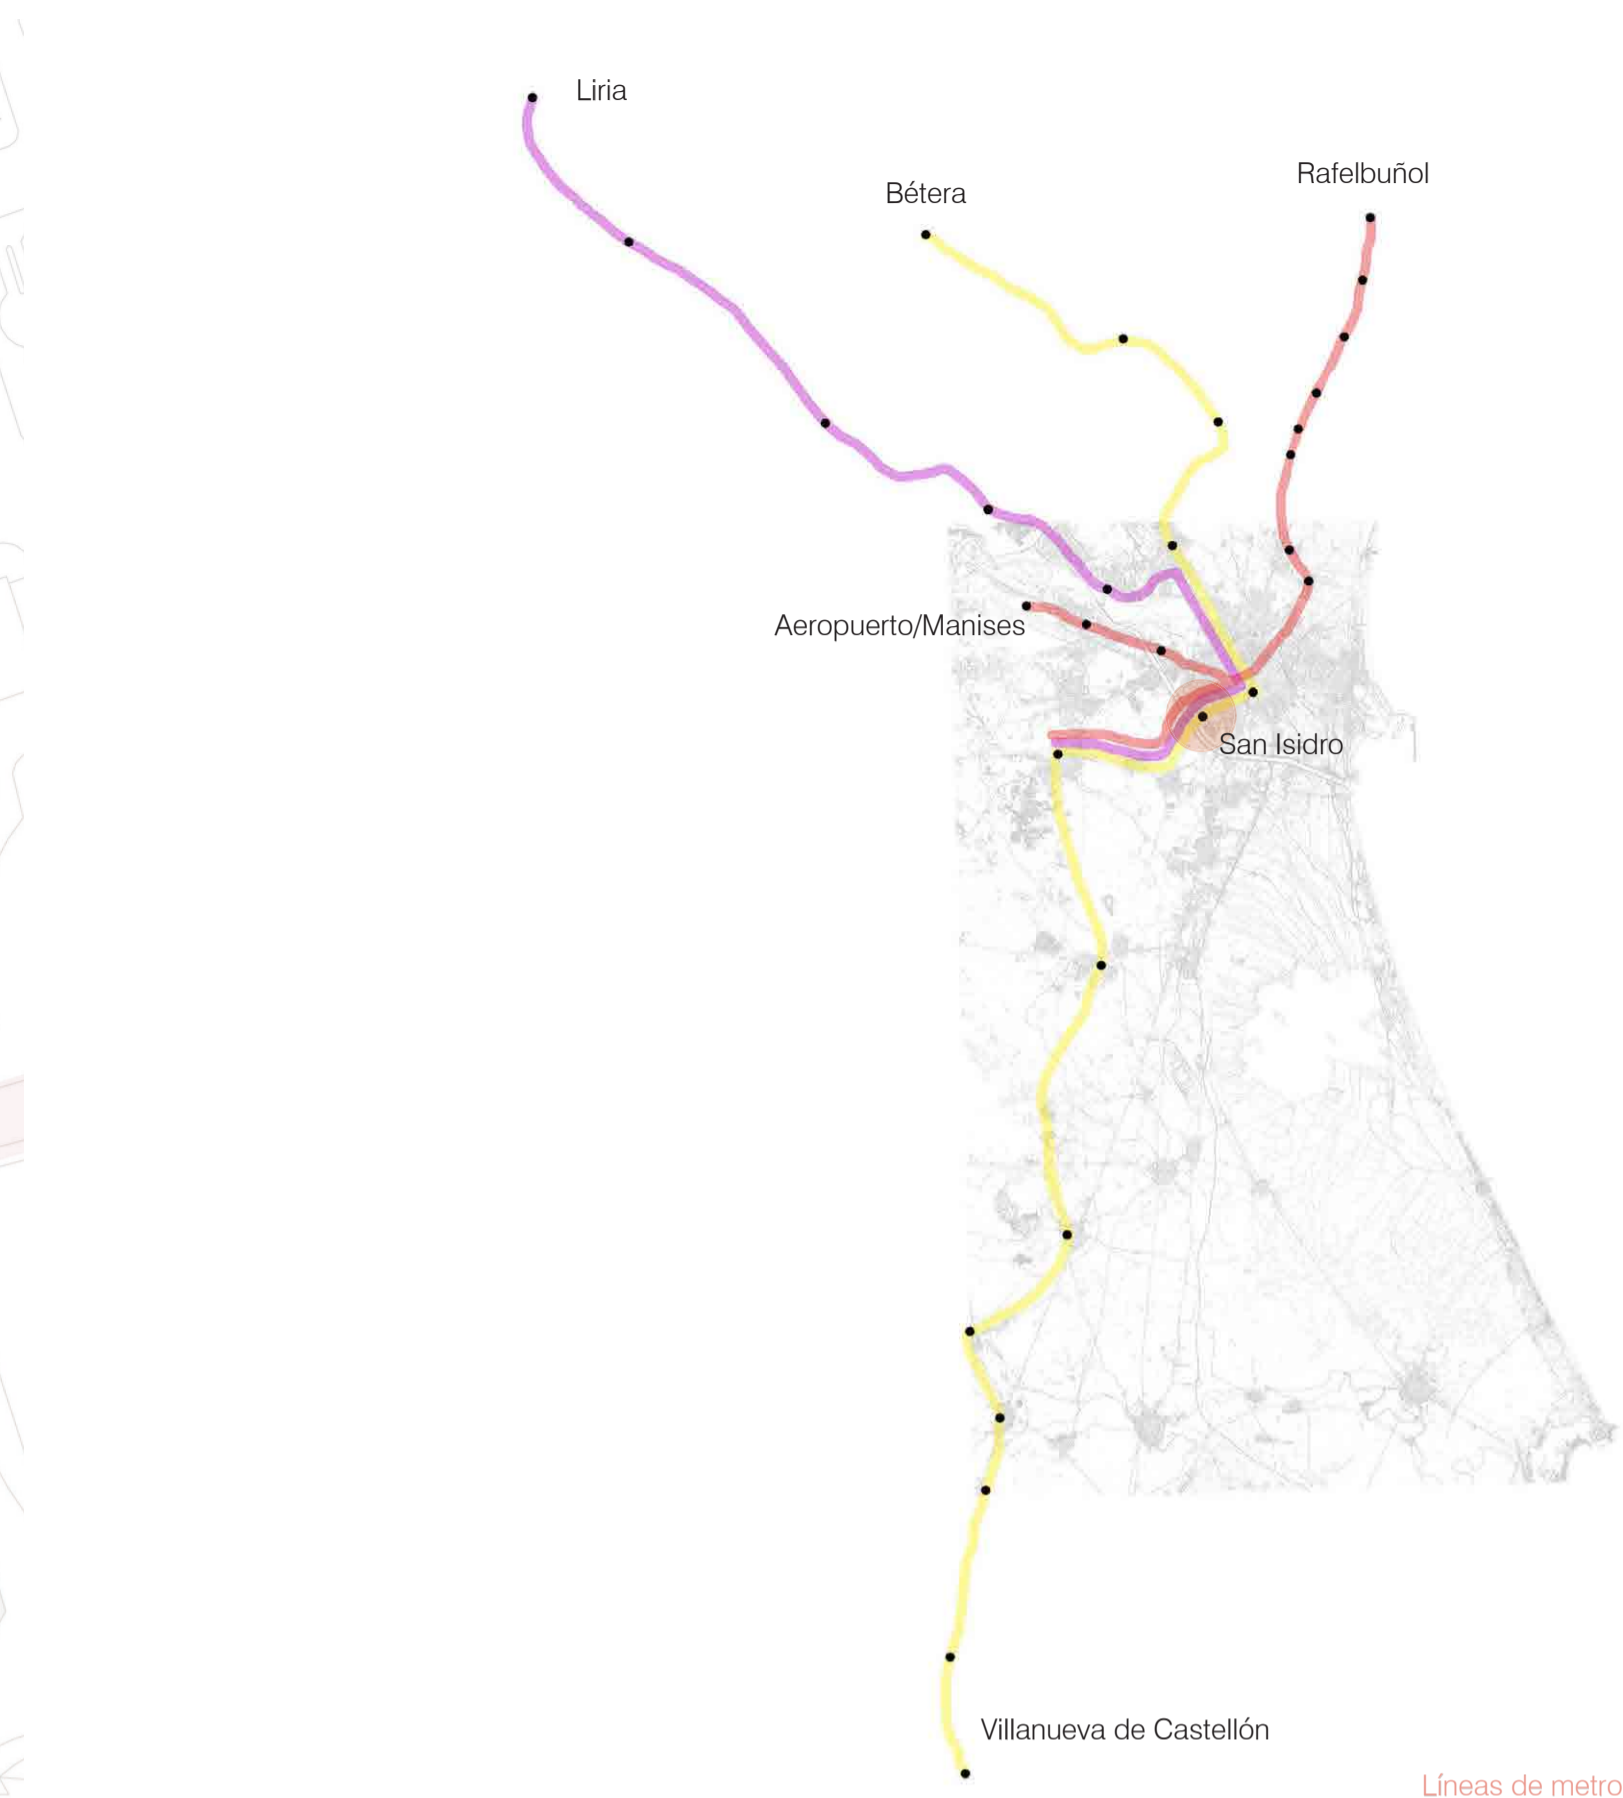 Liria
Rafelbuñol
Bétera
Aeropuerto/Manises
San Isidro
Villanueva de Castellón
Líneas de metro